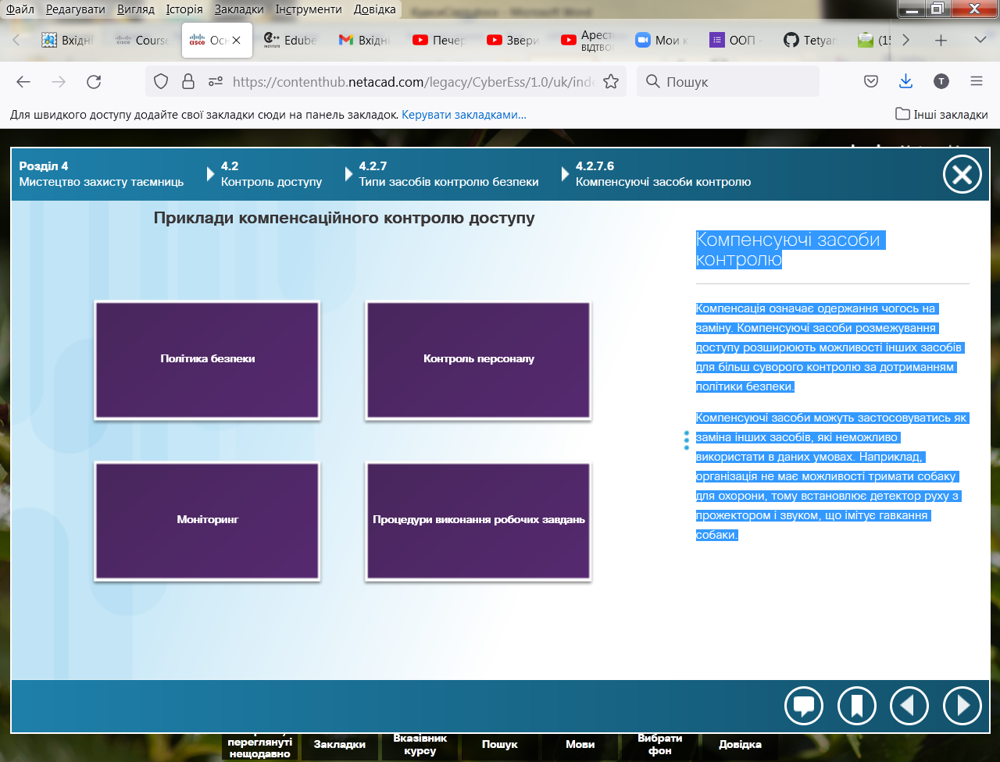 Файл Редагувати Вигляд Історія Закладки Інструменти Довідка
Вхідні Course cisco Осн Edube Вхідні Печер Звери Арест Мои к ООП - Tetyan (15
ВІДТВО
https://contenthub.netacad.com/legacy/CyberEss/1.0/uk/inde Пошук T
Для швидкого доступу додайте свої закладки сюди на панель закладок. Керувати закладками... Інші закладки
Розділ 4 4.2 4.2.7 4.2.7.6
Мистецтво захисту таємниць Контроль доступу Типи засобів контролю безпеки Компенсуючі засоби контролю
Приклади компенсаційного контролю доступу
Політика безпеки
Контроль персоналу
Моніторинг
Процедури виконання робочих завдань
Компенсуючі засоби
контролю
Компенсація означає одержання чогось на
заміну. Компенсуючі засоби розмежування
доступу розширюють можливості інших засобів
для більш суворого контролю за дотриманням
політики безпеки.
Компенсуючі засоби можуть застосовуватись як
заміна інших засобів, які неможливо
використати в даних умовах. Наприклад,
організація не має можливості тримати собаку
для охорони, тому встановлює детектор руху з
прожектором і звуком, що імітує гавкання
собаки.
переглянуті
нещодавно
Закладки
Вказівник
курсу
Пошук
Мови
Вибрати
фон
Довідка